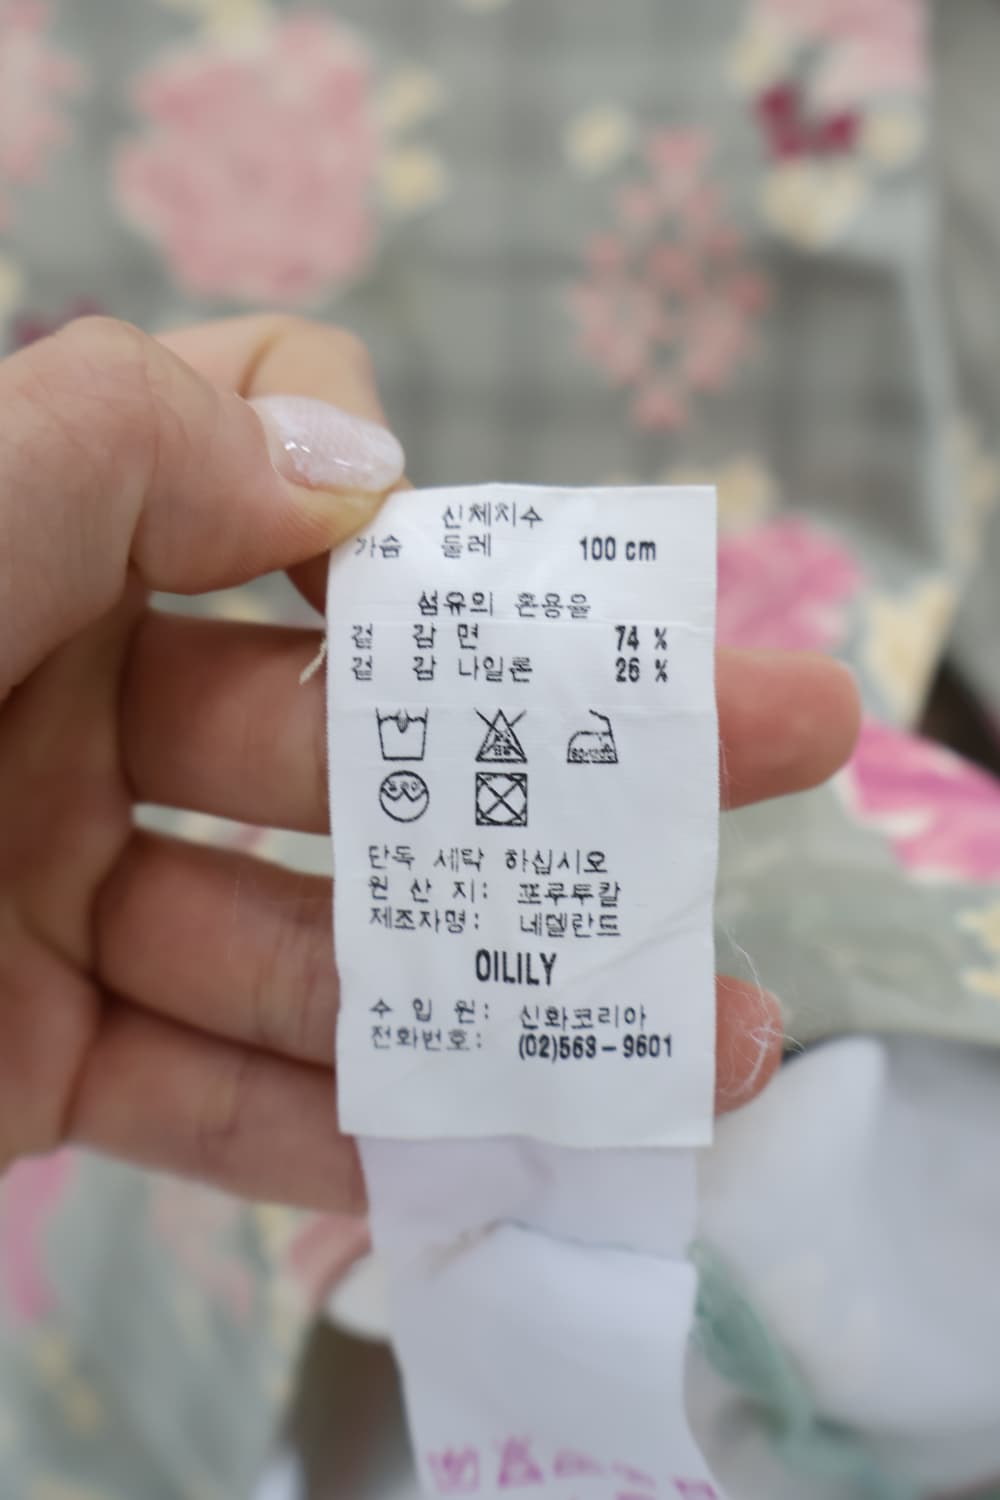 신체치수
가슴 둘레 100 cm
섬유의 혼용율
겉 감 면 74 %
겉 감 나일론 26 %
단독 세탁 하십시오
원 산 지: 포루투칼
제조자명: 네델란드
OILILY
수 입 원: 신화코리아
전화번호: (02)563-9601